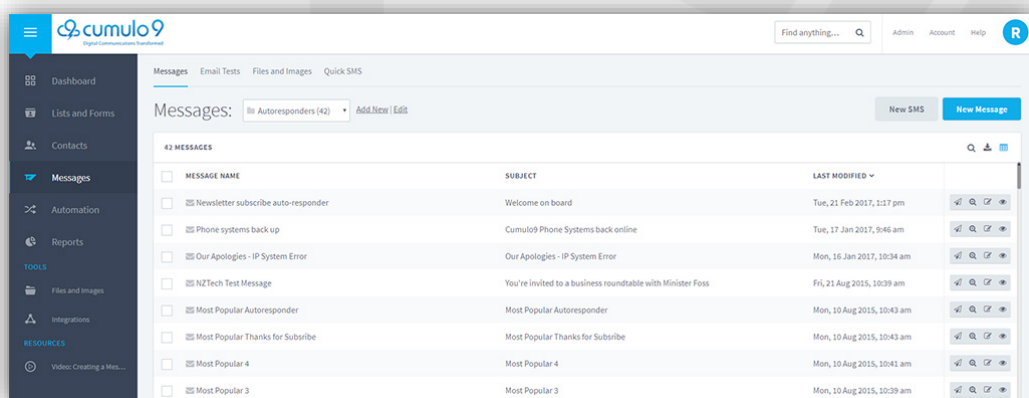 cumulo9
Digital Communications Transformed
Find anything...
Admin Account Help R
Dashboard
Lists and Forms
Contacts
Messages
Automation
Reports
TOOLS
Files and Images
Integrations
RESOURCES
Video: Creating a Mes...
Messages Email Tests Files and Images Quick SMS
Messages: Autoresponders (42) Add New | Edit New SMS New Message
42 MESSAGES
MESSAGE NAME SUBJECT LAST MODIFIED
Newsletter subscribe auto-responder Welcome on board Tue, 21 Feb 2017, 1:17 pm
Phone systems back up Cumulo9 Phone Systems back online Tue, 17 Jan 2017, 9:46 am
Our Apologies - IP System Error Our Apologies - IP System Error Mon, 16 Jan 2017, 10:34 am
NZTech Test Message You're invited to a business roundtable with Minister Foss Fri, 21 Aug 2015, 10:39 am
Most Popular Autoresponder Most Popular Autoresponder Mon, 10 Aug 2015, 10:43 am
Most Popular Thanks for Subsribe Most Popular Thanks for Subsribe Mon, 10 Aug 2015, 10:43 am
Most Popular 4 Most Popular 4 Mon, 10 Aug 2015, 10:41 am
Most Popular 3 Most Popular 3 Mon, 10 Aug 2015, 10:39 am